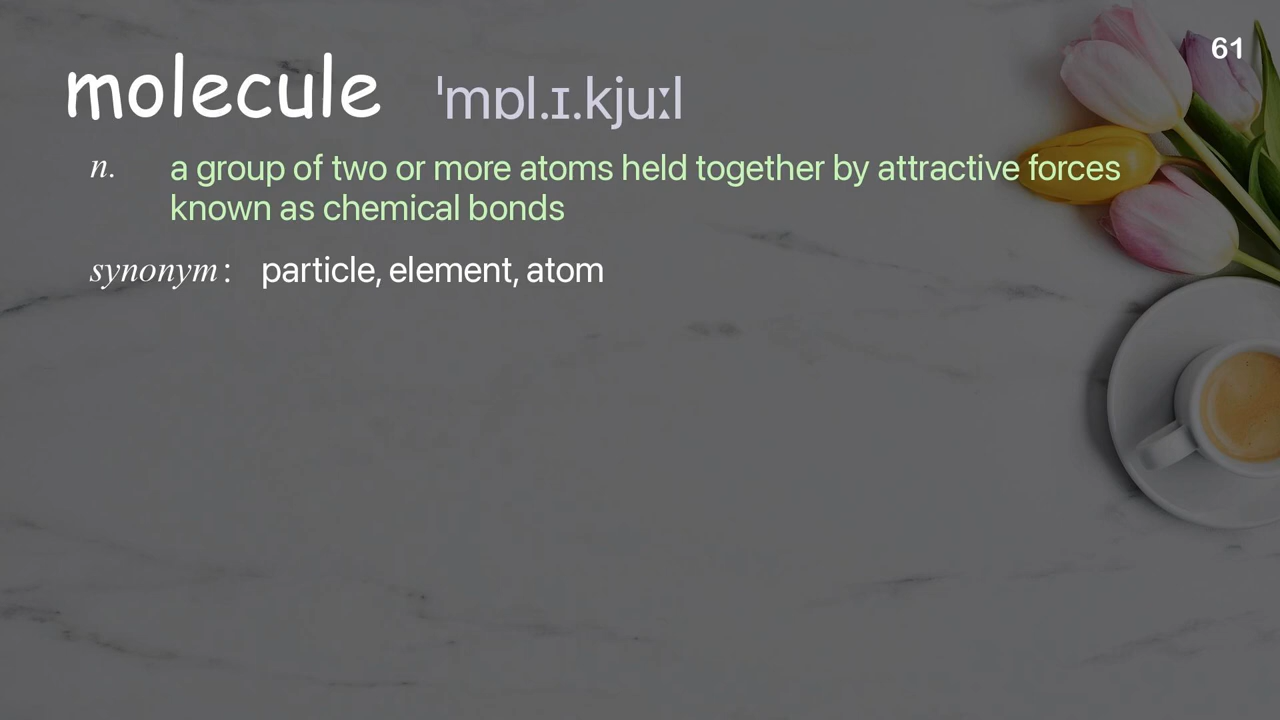 61
molecule ˈmɒl.ɪ.kjuːl
n. a group of two or more atoms held together by attractive forces
known as chemical bonds
synonym: particle, element, atom